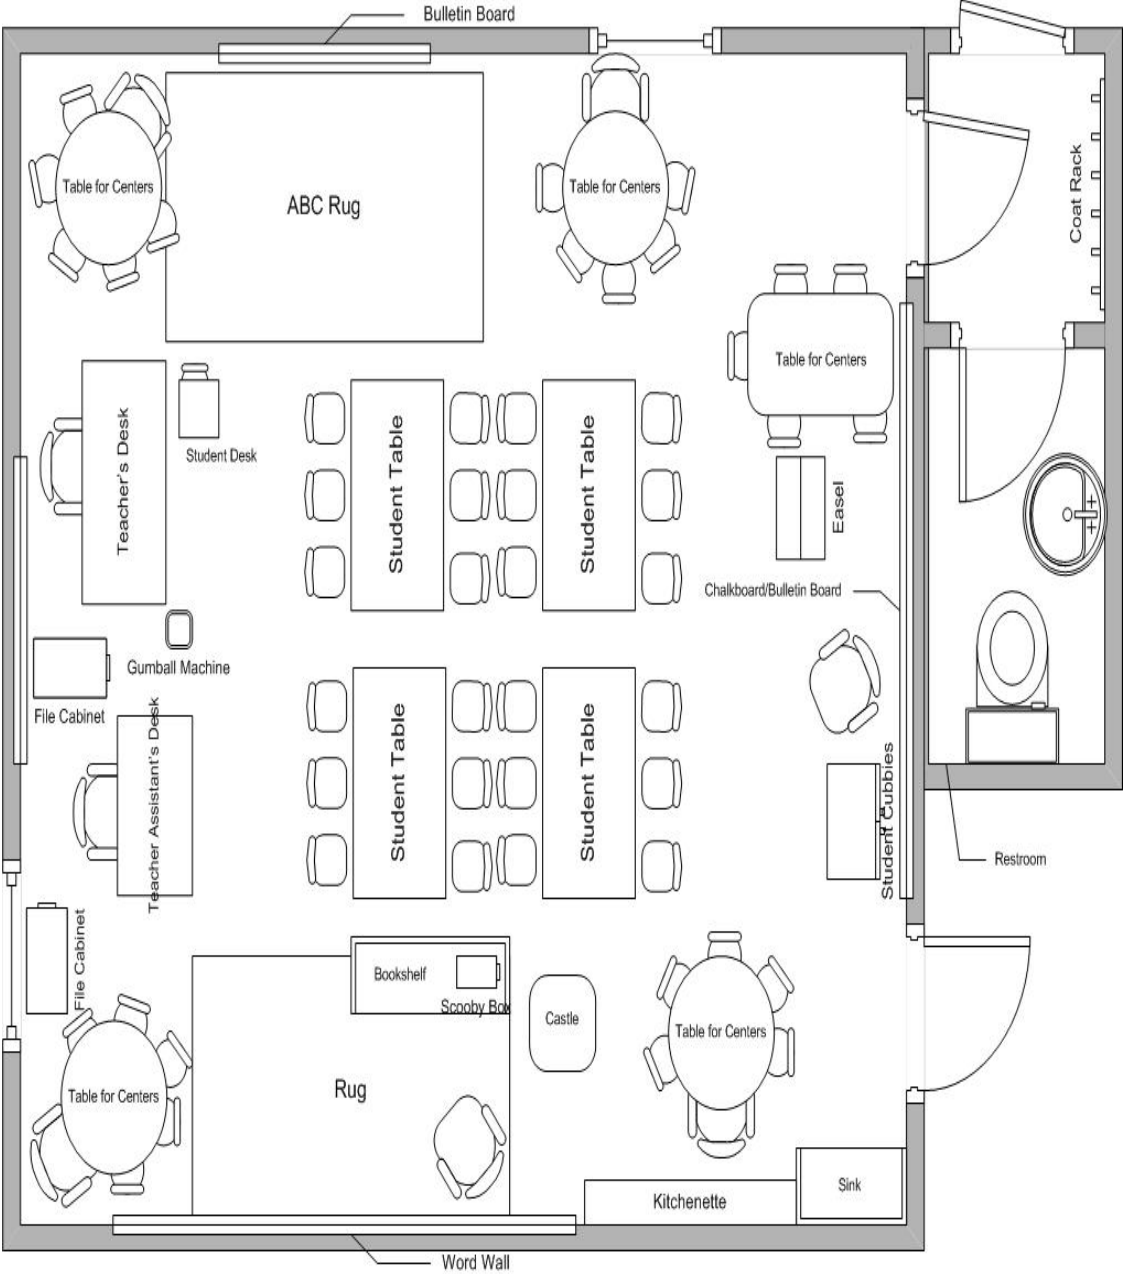 Bulletin Board
Table for Centers
ABC Rug
Table for Centers
Coat Rack
Table for Centers
Teacher's Desk
Student Desk
Student Table
Student Table
Easel
Chalkboard/Bulletin Board
Gumball Machine
File Cabinet
Teacher Assistant's Desk
Student Table
Student Table
Student Cubbies
Restroom
File Cabinet
Bookshelf
Scooby Box
Castle
Table for Centers
Table for Centers
Rug
Kitchenette
Sink
Word Wall